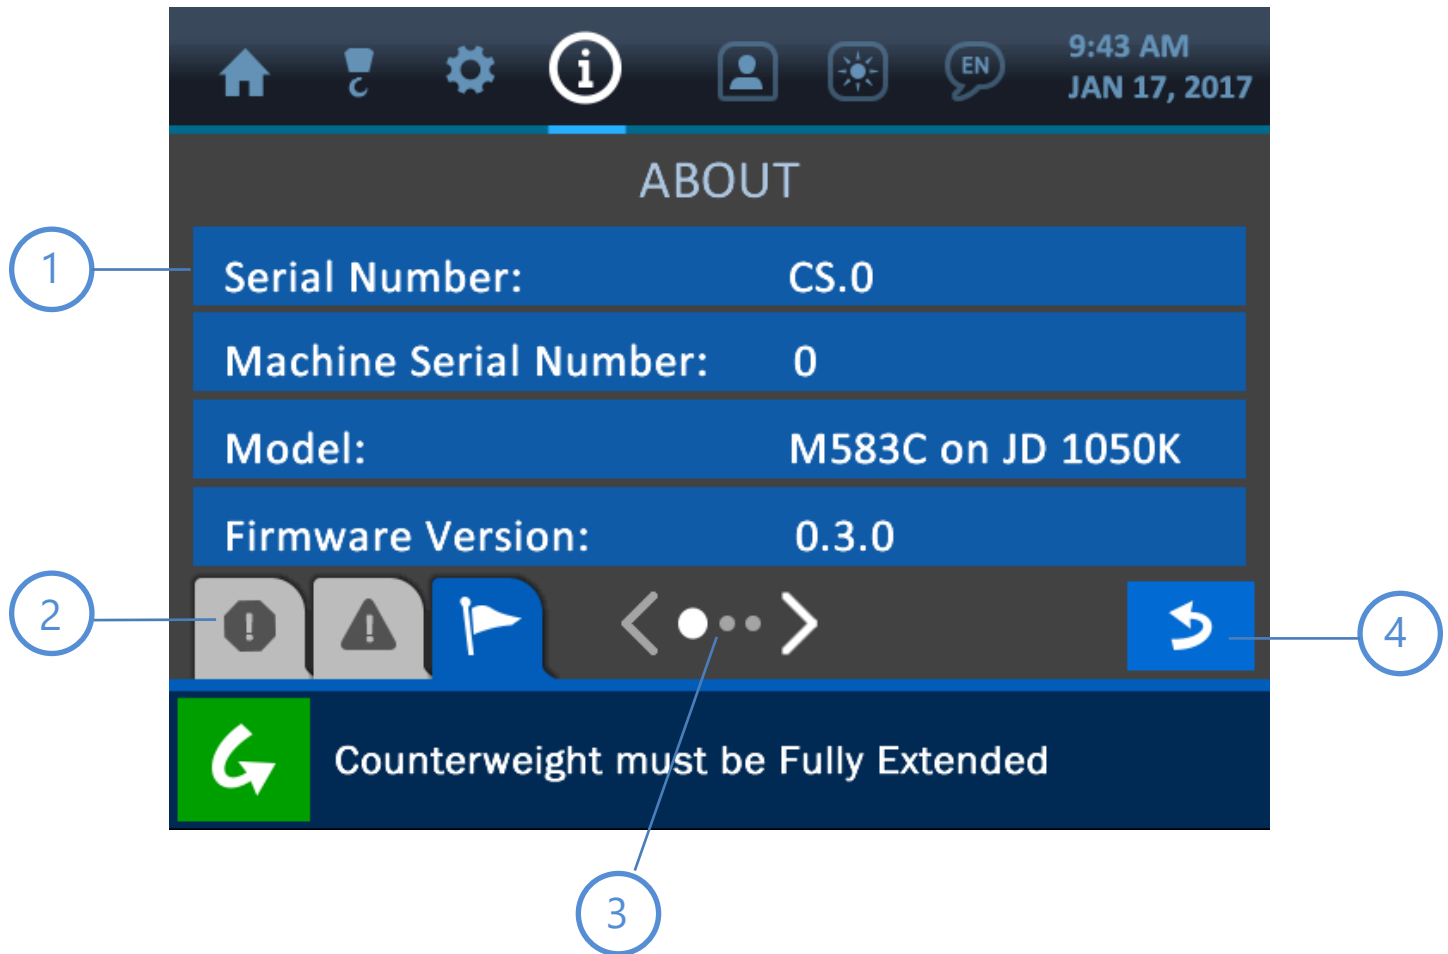 EN
9:43 AM
JAN 17, 2017
ABOUT
1
Serial Number: CS.0
Machine Serial Number: 0
Model: M583C on JD 1050K
Firmware Version: 0.3.0
2
4
Counterweight must be Fully Extended
3